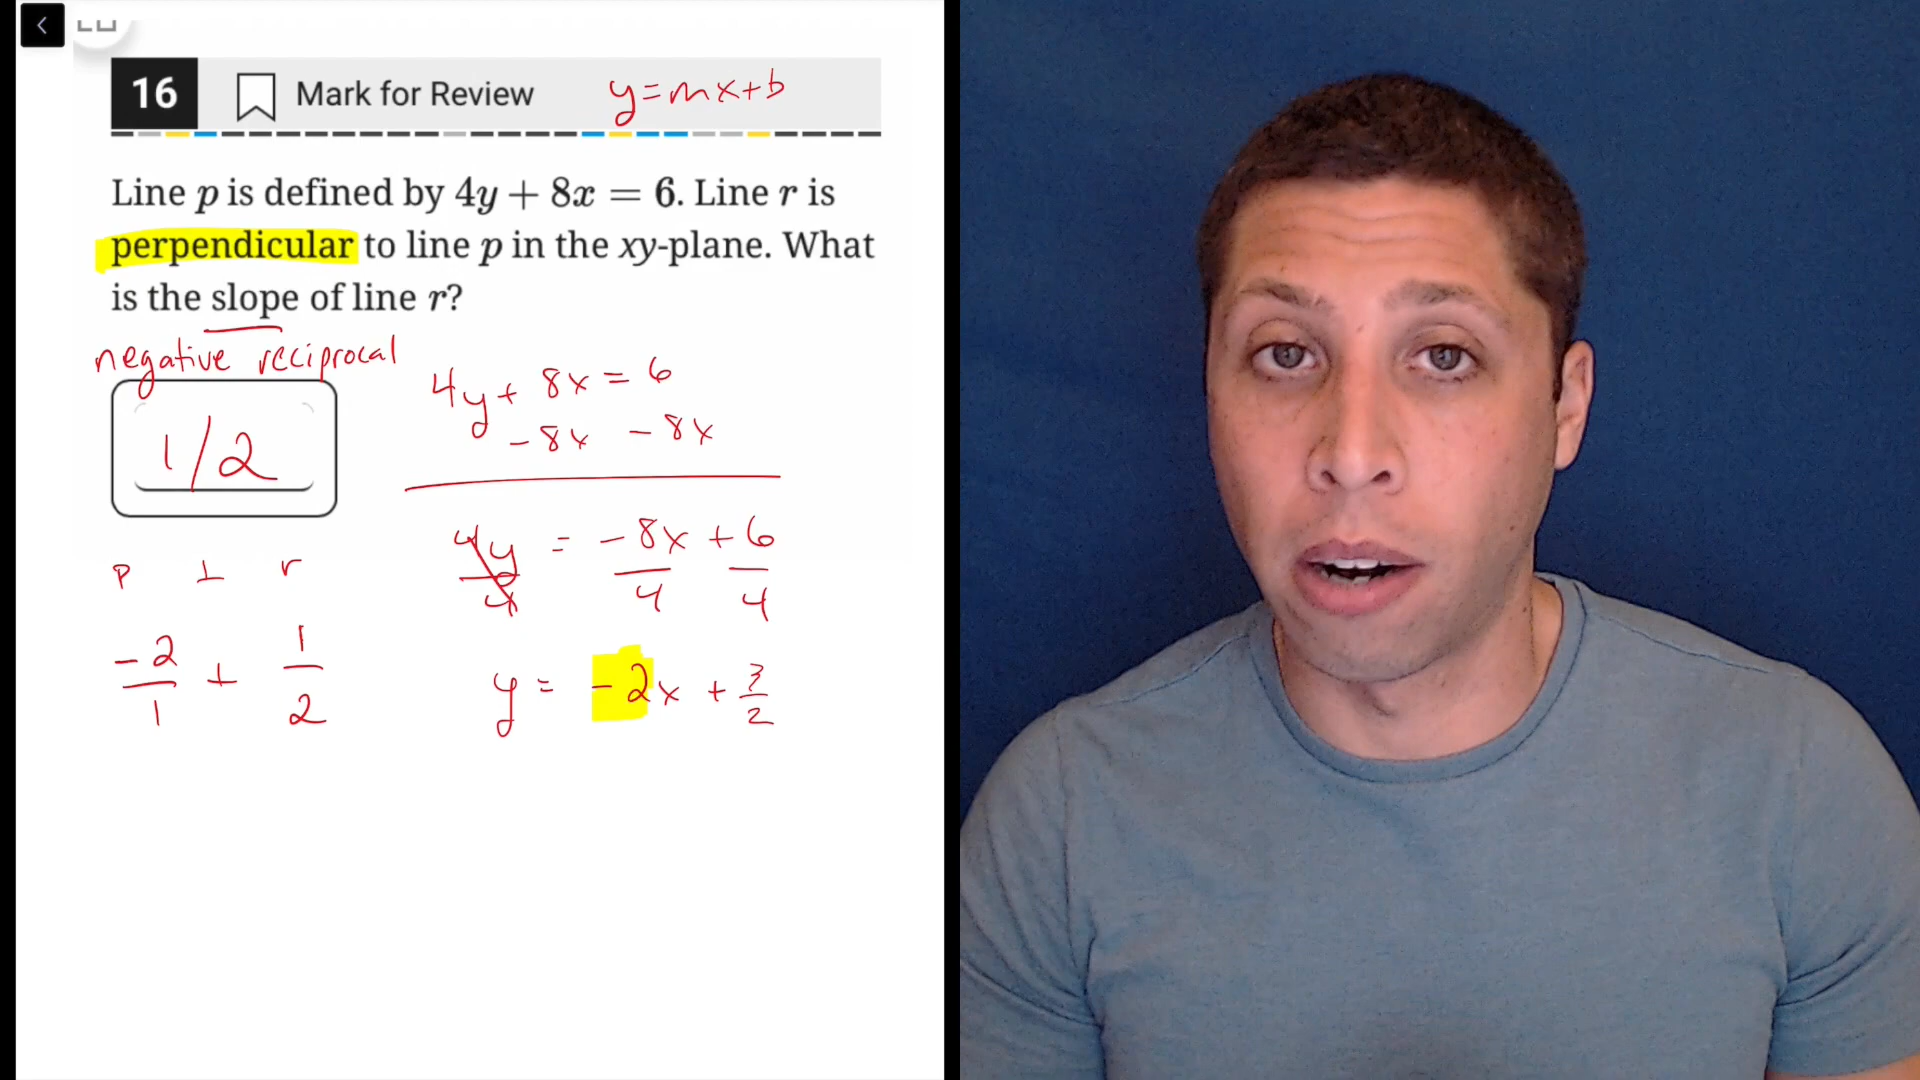 16 Mark for Review y=mx+b
Line p is defined by 4y + 8x = 6. Line r is
perpendicular to line p in the xy-plane. What
is the slope of line r?
negative reciprocal
1/2
4y + 8x = 6
-8x -8x
4y/4 = -8x/4 + 6/4
p ⊥ r
-2/1 ⊥ 1/2
y = -2x + 3/2